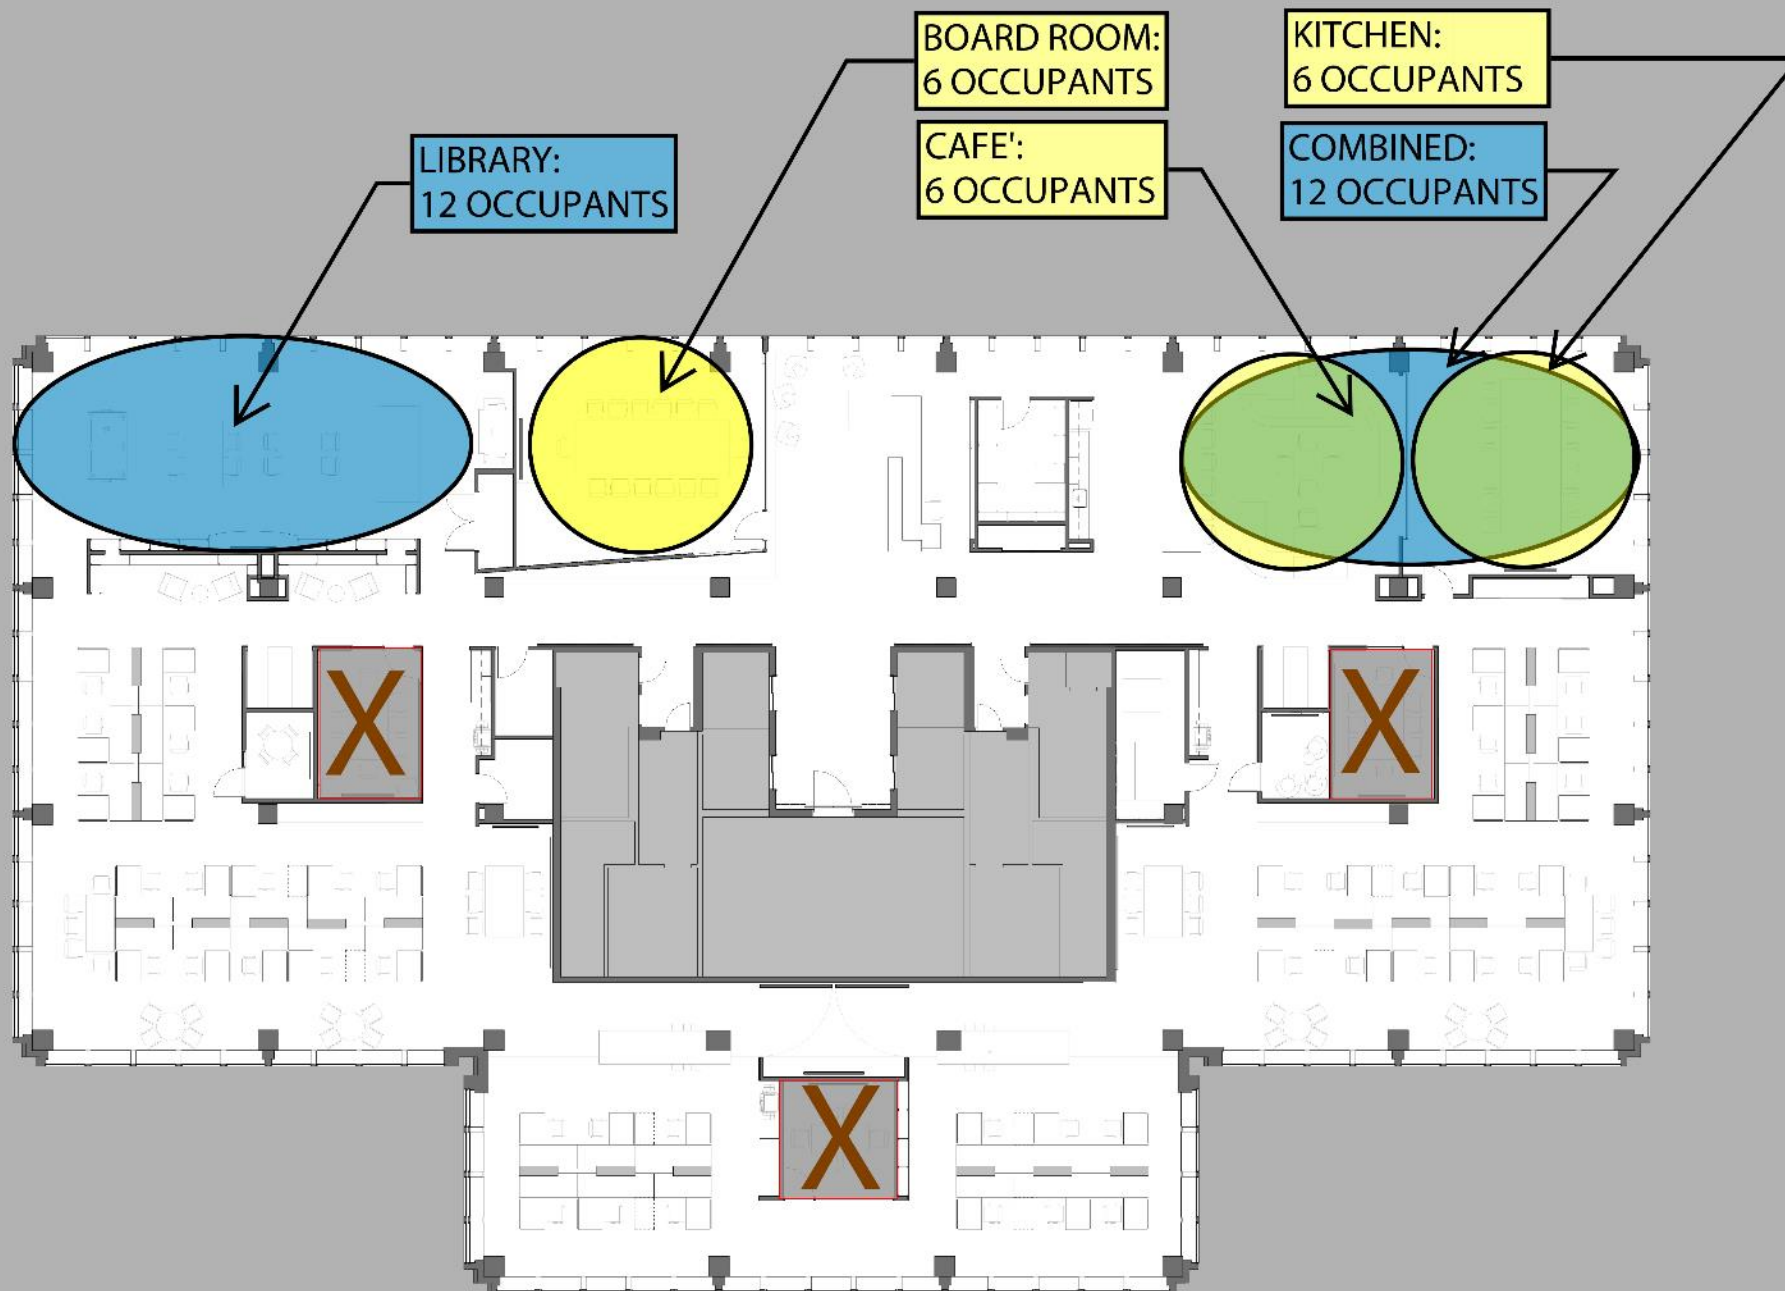 BOARD ROOM:
6 OCCUPANTS
KITCHEN:
6 OCCUPANTS
CAFE':
6 OCCUPANTS
COMBINED:
12 OCCUPANTS
LIBRARY:
12 OCCUPANTS
X
X
X